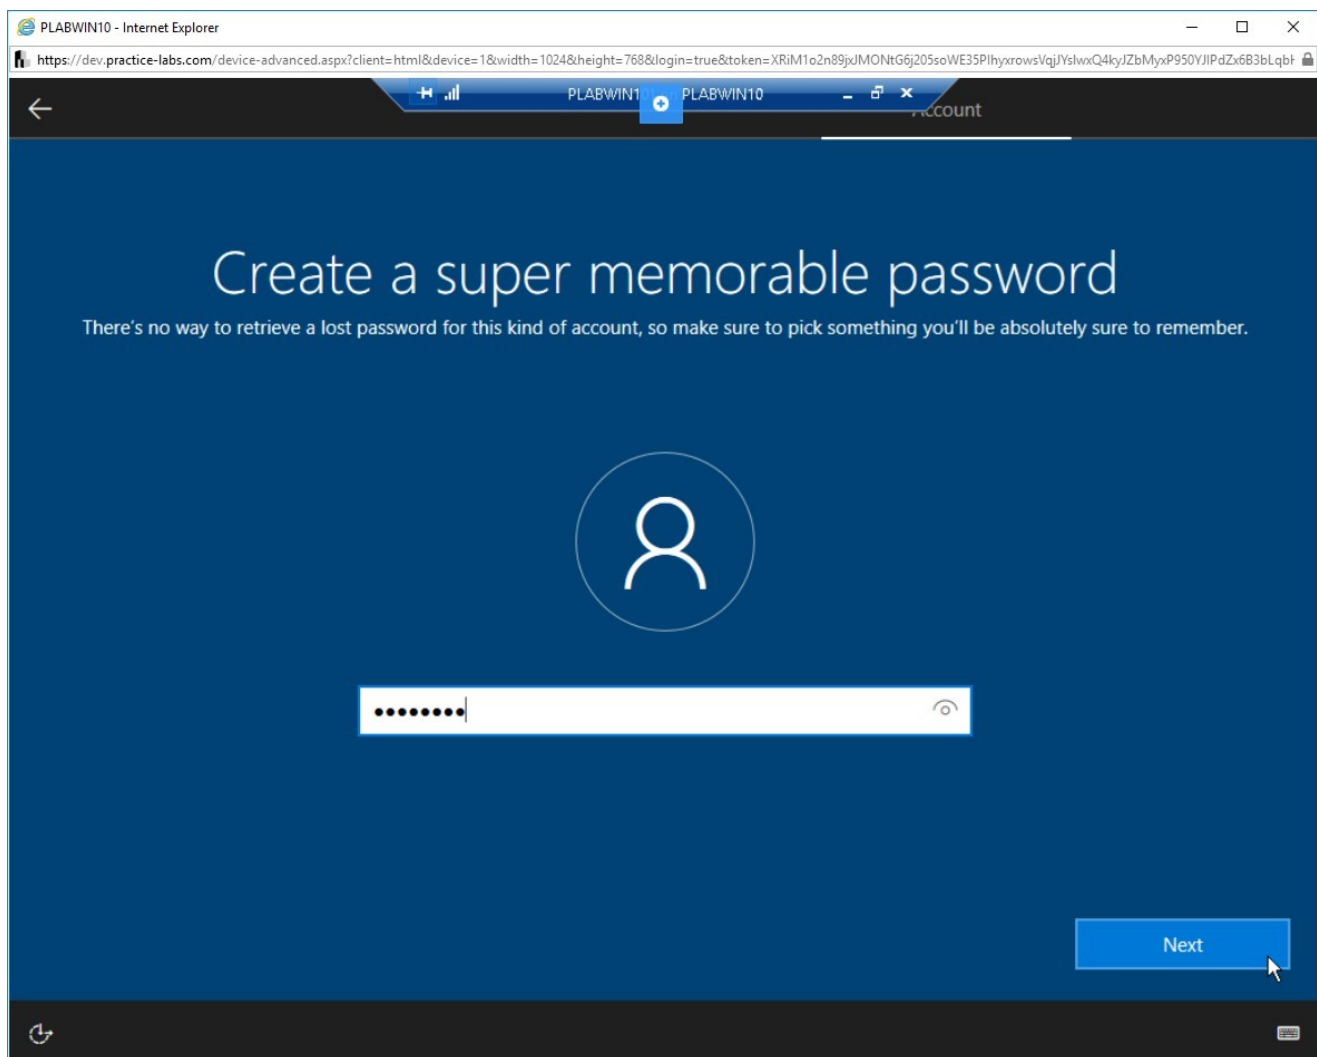 PLABWIN10 - Internet Explorer
https://dev.practice-labs.com/device-advanced.aspx?client=html&device=1&width=1024&height=768&login=true&token=
PLABWIN10 PLABWIN10
Account
Create a super memorable password
There's no way to retrieve a lost password for this kind of account, so make sure to pick something you'll be absolutely sure to remember.
Next